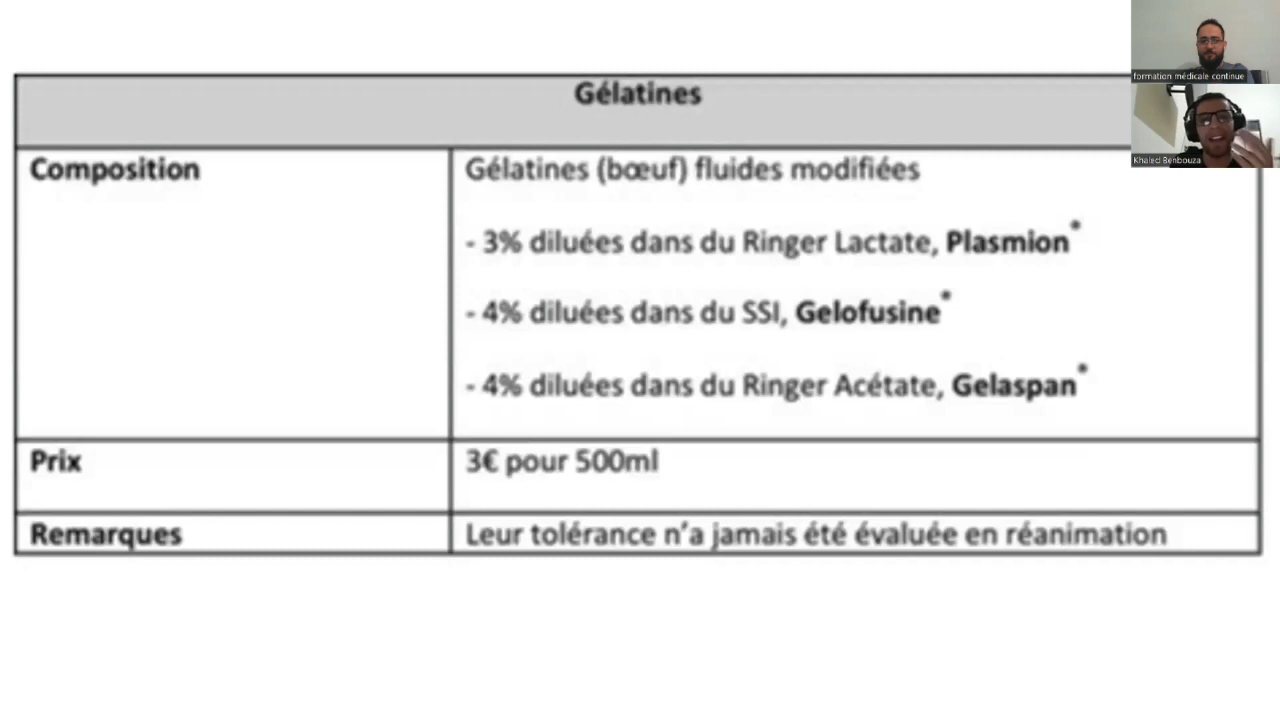 Gélatines
formation médicale continue
Khaled Benbouza
Composition
Gélatines (bœuf) fluides modifiées
- 3% diluées dans du Ringer Lactate, Plasmion*
- 4% diluées dans du SSI, Gelofusine*
- 4% diluées dans du Ringer Acétate, Gelaspan*
Prix
3€ pour 500ml
Remarques
Leur tolérance n'a jamais été évaluée en réanimation